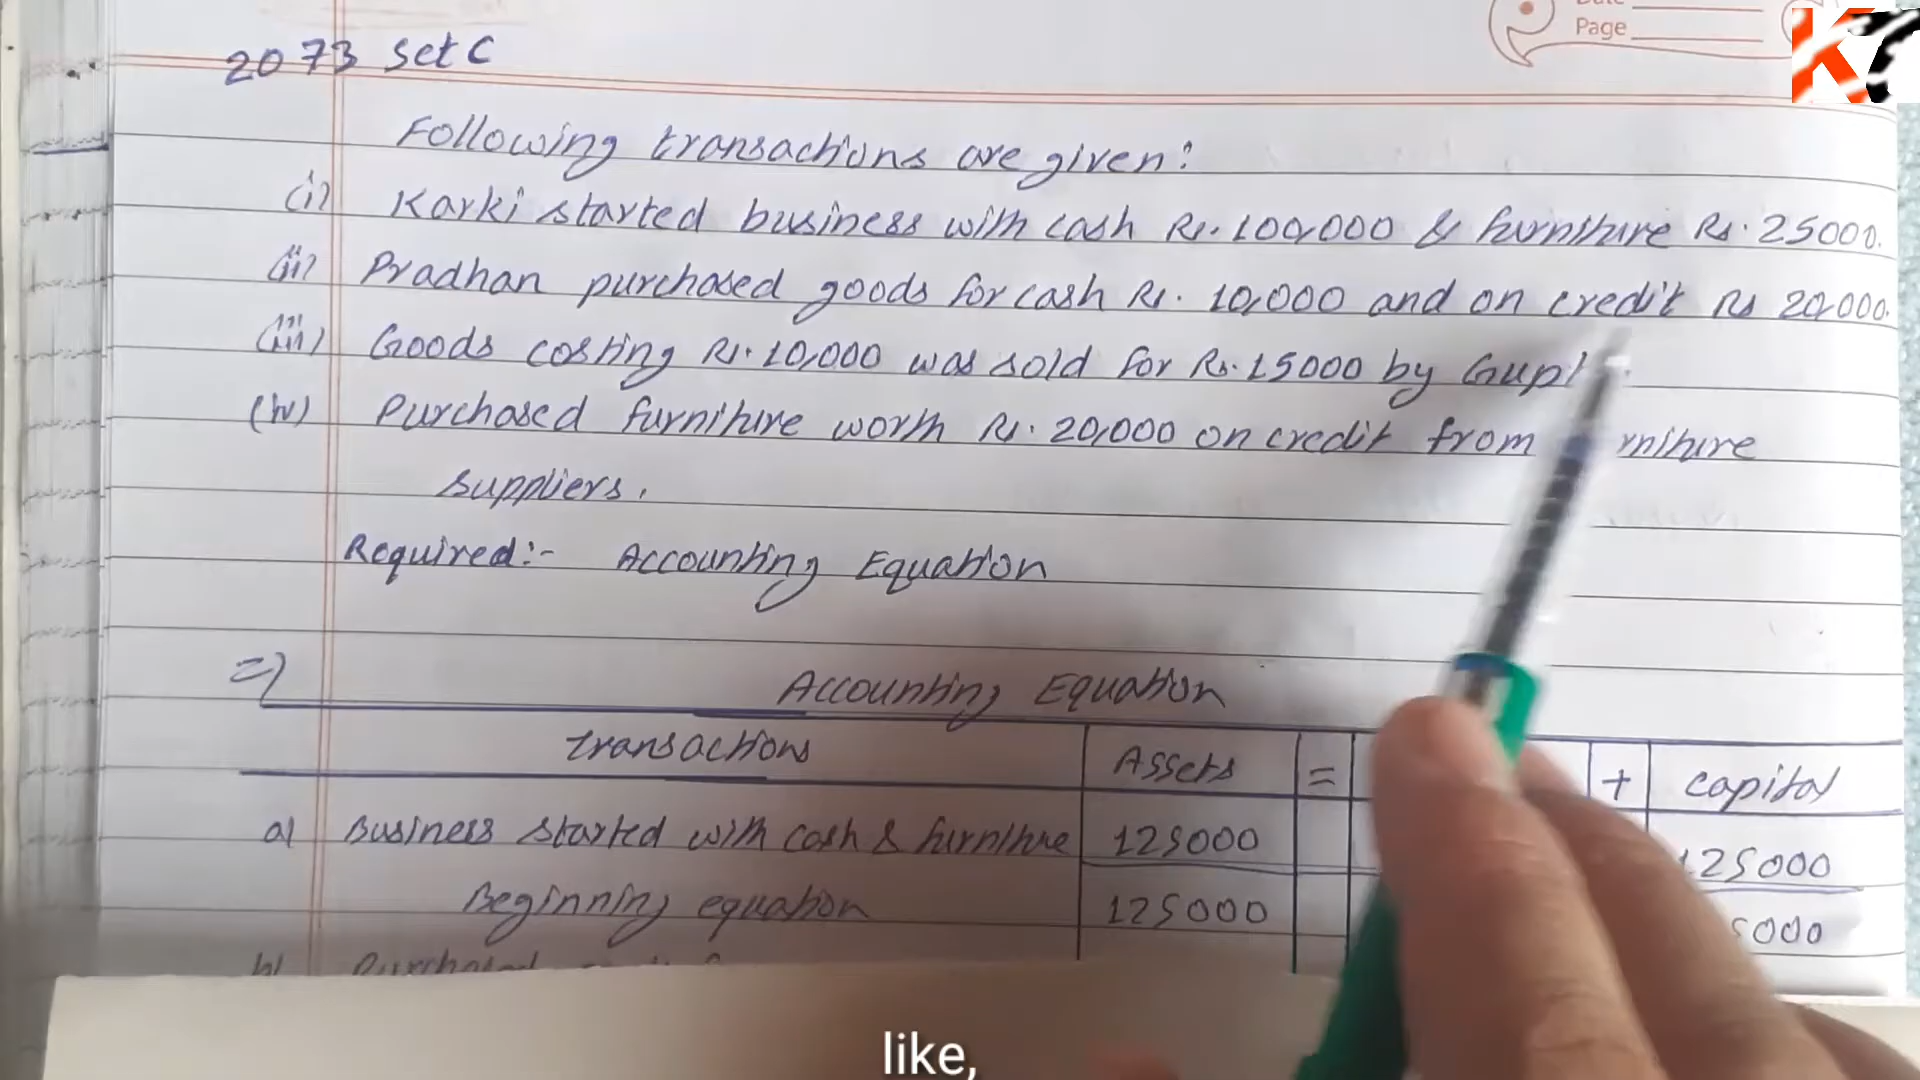 Page
2073 set C
Following transactions are given:
(i) Karki started business with cash Rs. 100,000 & furniture Rs. 25000.
(ii) Pradhan purchased goods for cash Rs. 10,000 and on credit Rs 20,000.
(iii) Goods costing Rs. 10,000 was sold for Rs. 15000 by
(iv) Purchased furniture worth Rs. 20,000 on credit from
suppliers.
Required:- Accounting Equation
=) Accounting Equation
transactions Assets = + capital
a) Business started with cash & furniture 125000 125000
Beginning equation 125000 5000
b) Purchased
like,